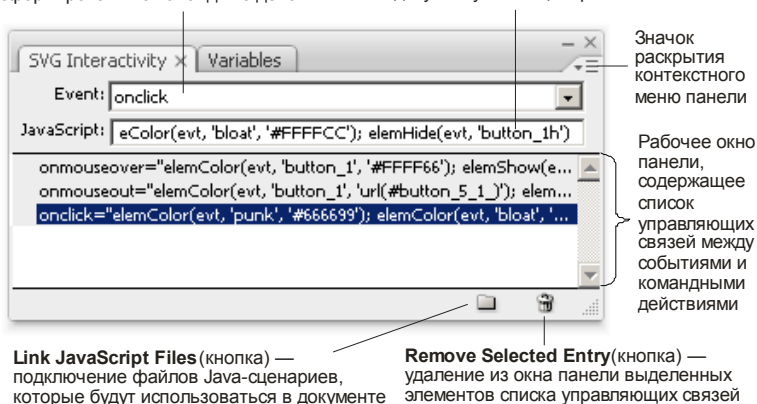 SVG Interactivity × Variables
Event: onclick
JavaScript: eColor(evt, 'bloat', '#FFFFCC'); elemHide(evt, 'button_1h')
onmouseover="elemColor(evt, 'button_1', '#FFFF66'); elemShow(e...
onmouseout="elemColor(evt, 'button_1', 'url(#button_5_1_)'); elem...
onclick="elemColor(evt, 'punk', '#666699'); elemColor(evt, 'bloat', '...
Значок
раскрытия
контекстного
меню панели
Рабочее окно
панели,
содержащее
список
управляющих
связей между
событиями и
командными
действиями
Link JavaScript Files(кнопка) —
подключение файлов Java-сценариев,
которые будут использоваться в документе
Remove Selected Entry(кнопка) —
удаление из окна панели выделенных
элементов списка управляющих связей